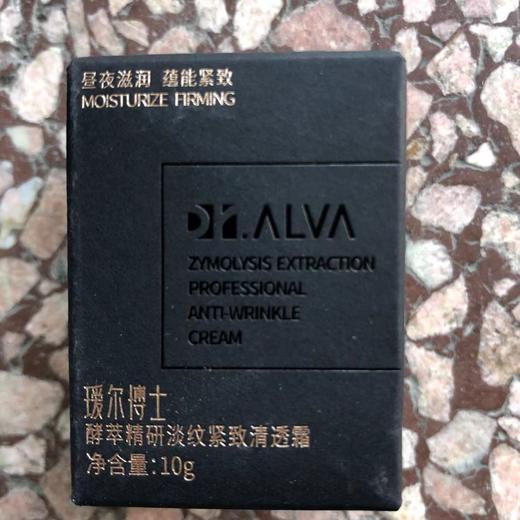 昼夜滋润 蕴能紧致
MOISTURIZE FIRMING
DR.ALVA
ZYMOLYSIS EXTRACTION
PROFESSIONAL
ANTI-WRINKLE
CREAM
瑷尔博士
酵萃精研淡纹紧致清透霜
净含量:10g